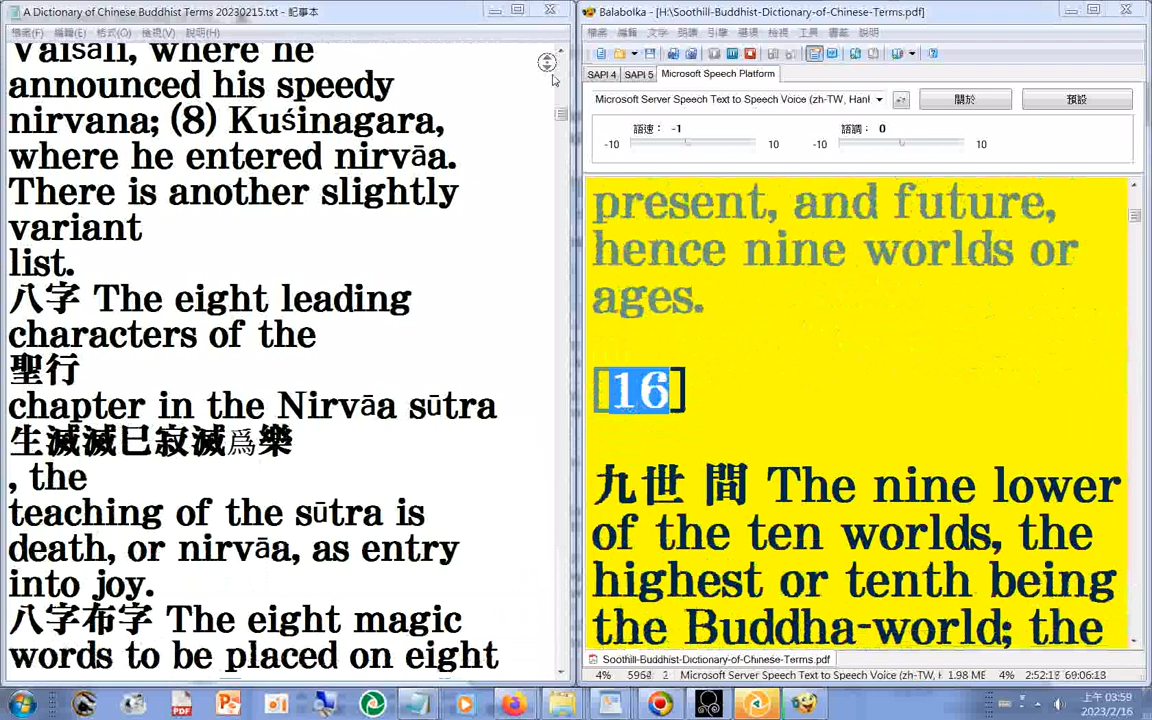 A Dictionary of Chinese Buddhist Terms 20230215.txt - 記事本
檔案(F) 編輯(E) 格式(O) 檢視(V) 說明(H)
Vaiśālī, where he
announced his speedy
nirvana; (8) Kuśinagara,
where he entered nirvāa.
There is another slightly
variant
list.
八字 The eight leading
characters of the
聖行
chapter in the Nirvāa sūtra
生滅滅已寂滅爲樂
, the
teaching of the sūtra is
death, or nirvāa, as entry
into joy.
八字布字 The eight magic
words to be placed on eight
Balabolka - [H:\Soothill-Buddhist-Dictionary-of-Chinese-Terms.pdf]
檔案 編輯 文字 朗讀 引擎 選項 檢視 工具 書籤 說明
SAPI 4 SAPI 5 Microsoft Speech Platform
Microsoft Server Speech Text to Speech Voice (zh-TW, Hanl
關於 預設
語速: -1 語調: 0
-10 10 -10 10
present, and future,
hence nine worlds or
ages.
[16]
九世 間 The nine lower
of the ten worlds, the
highest or tenth being
the Buddha-world; the
Soothill-Buddhist-Dictionary-of-Chinese-Terms.pdf
4% 5968 2 Microsoft Speech Text to Speech Voice (zh-TW, H 1.98 ME 4% 2:52:18 69:06:18
PDF
上午 03:59
2023/2/16